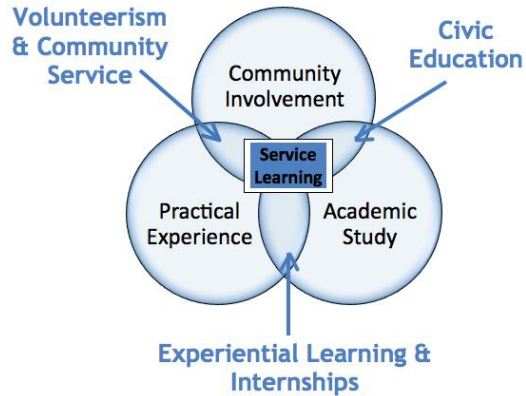 Volunteerism
& Community
Service
Civic
Education
Community
Involvement
Service
Learning
Practical
Experience
Academic
Study
Experiential Learning &
Internships